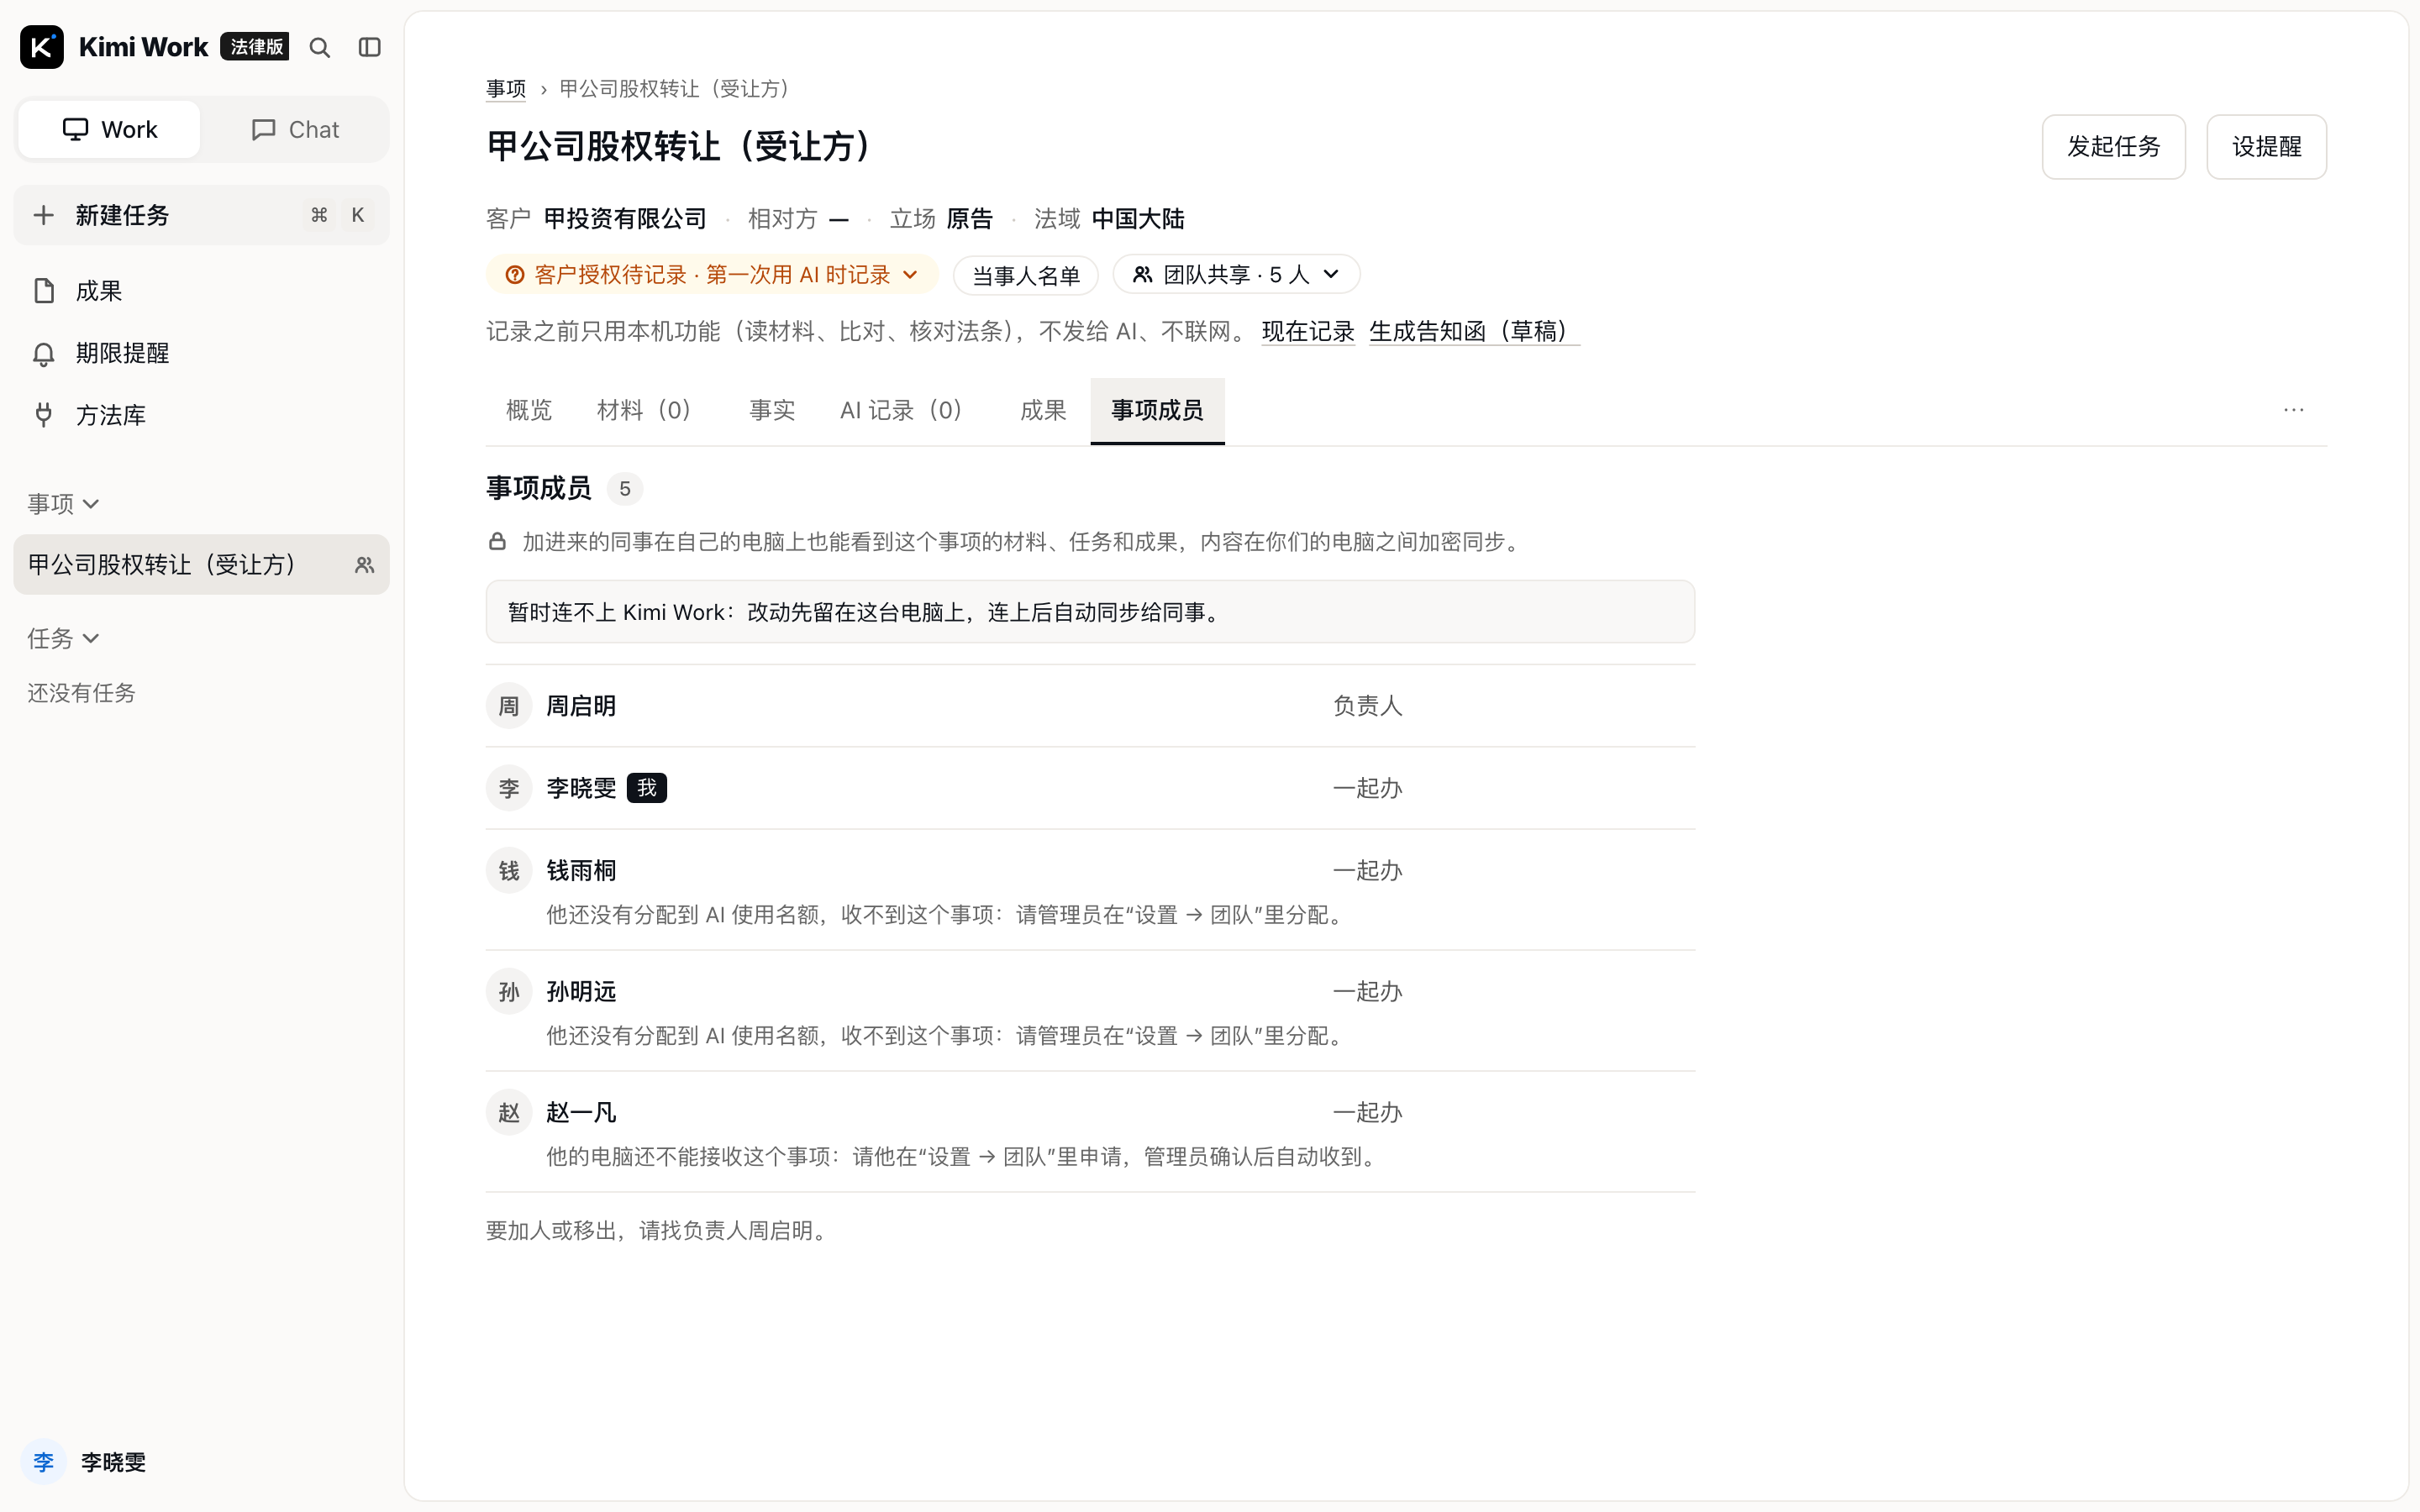 Kimi Work 法律版
Work
Chat
新建任务 ⌘ K
成果
期限提醒
方法库
事项
甲公司股权转让（受让方）
任务
还没有任务
李 李晓雯
事项 › 甲公司股权转让（受让方）
甲公司股权转让（受让方）
发起任务
设提醒
客户 甲投资有限公司 · 相对方 — · 立场 原告 · 法域 中国大陆
客户授权待记录 · 第一次用 AI 时记录
当事人名单
团队共享 · 5 人
记录之前只用本机功能（读材料、比对、核对法条），不发给 AI、不联网。 现在记录 生成告知函（草稿）
概览 材料（0） 事实 AI 记录（0） 成果 事项成员 ···
事项成员 5
加进来的同事在自己的电脑上也能看到这个事项的材料、任务和成果，内容在你们的电脑之间加密同步。
暂时连不上 Kimi Work：改动先留在这台电脑上，连上后自动同步给同事。
周 周启明 负责人
李 李晓雯 我 一起办
钱 钱雨桐 一起办
他还没有分配到 AI 使用名额，收不到这个事项：请管理员在“设置 → 团队”里分配。
孙 孙明远 一起办
他还没有分配到 AI 使用名额，收不到这个事项：请管理员在“设置 → 团队”里分配。
赵 赵一凡 一起办
他的电脑还不能接收这个事项：请他在“设置 → 团队”里申请，管理员确认后自动收到。
要加人或移出，请找负责人周启明。